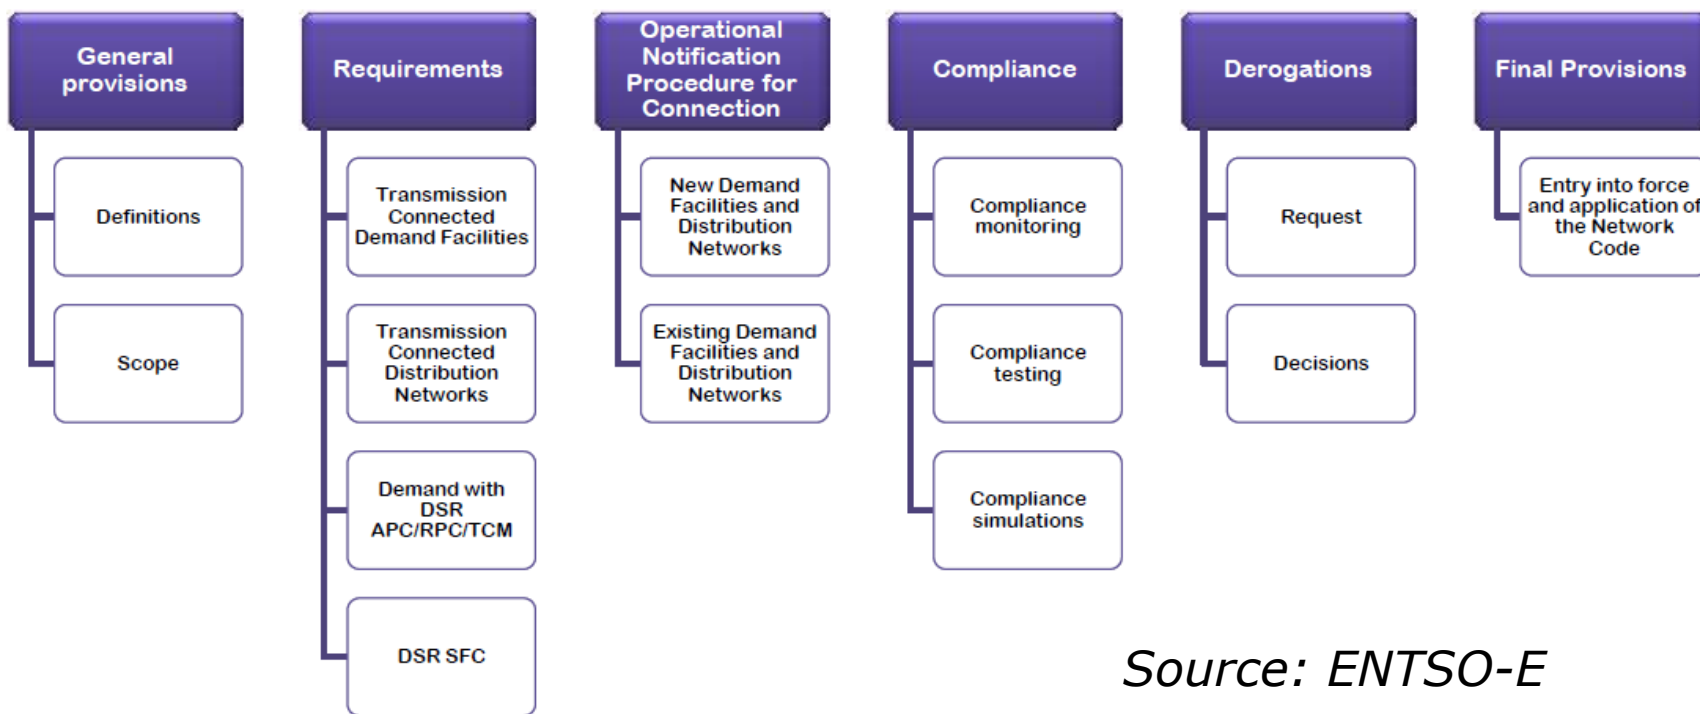 General
provisions
Definitions
Scope
Requirements
Transmission
Connected
Demand Facilities
Transmission
Connected
Distribution
Networks
Demand with
DSR
APC/RPC/TCM
DSR SFC
Operational
Notification
Procedure for
Connection
New Demand
Facilities and
Distribution
Networks
Existing Demand
Facilities and
Distribution
Networks
Compliance
Compliance
monitoring
Compliance
testing
Compliance
simulations
Derogations
Request
Decisions
Final Provisions
Entry into force
and application of
the Network
Code
Source: ENTSO-E